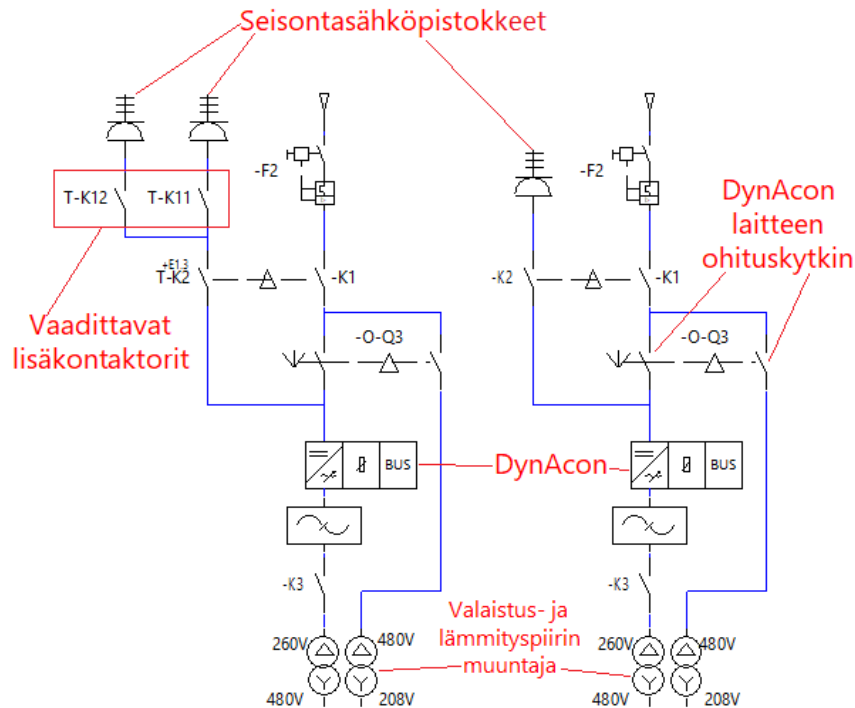 Seisontasähköpistokkeet
-F2
-F2
T-K12
T-K11
DynAcon
laitteen
ohituskytkin
+E1.3
T-K2
-K1
-K2
-K1
Vaadittavat
lisäkontaktorit
-O-Q3
-O-Q3
BUS
DynAcon
BUS
-K3
-K3
Valaistus- ja
lämmityspiirin
muuntaja
260V
480V
260V
480V
480V
208V
480V
208V